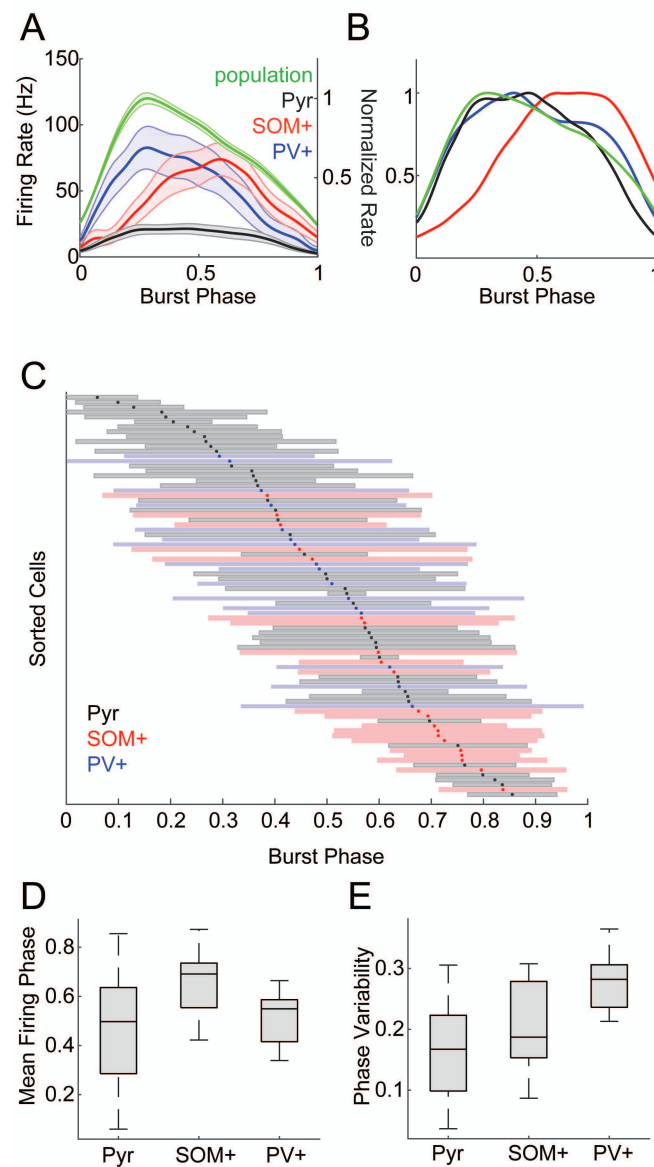 A
B
150
100
50
0
Firing Rate (Hz)
population
Pyr
SOM+
PV+
1
0.5
0
0.5
1
Burst Phase
Normalized Rate
1
0.5
0
0.5
1
Burst Phase
C
Sorted Cells
Pyr
SOM+
PV+
0
0.1
0.2
0.3
0.4
0.5
0.6
0.7
0.8
0.9
1
Burst Phase
D
E
Mean Firing Phase
0.8
0.6
0.4
0.2
Pyr
SOM+
PV+
Phase Variability
0.3
0.2
0.1
Pyr
SOM+
PV+